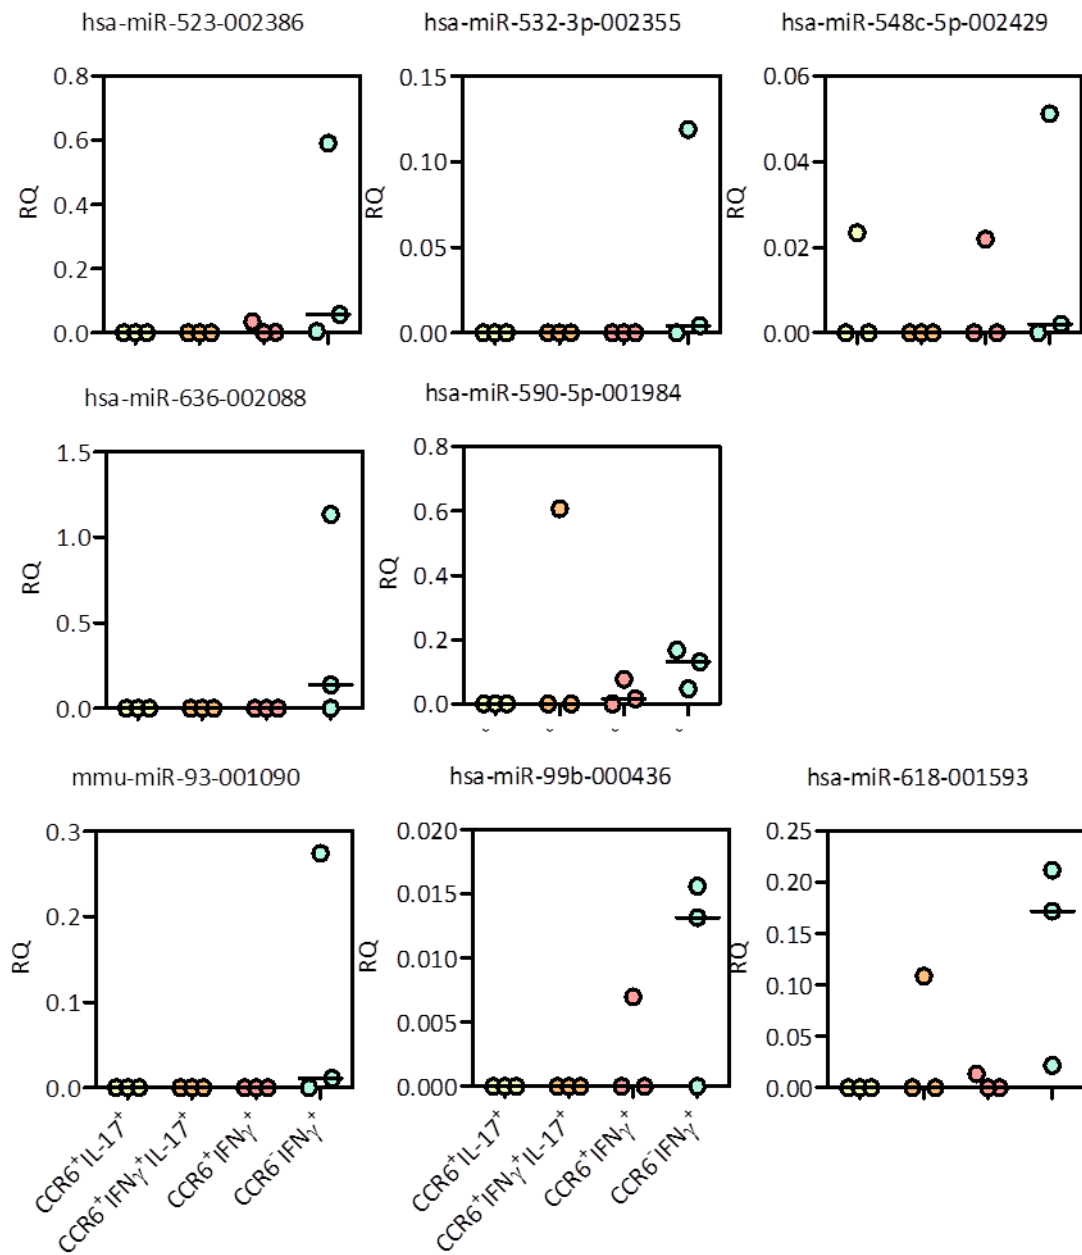 hsa-miR-523-002386
0.8
0.6
0.4
0.2
0.0
RQ
hsa-miR-532-3p-002355
0.15
0.10
0.05
0.00
RQ
hsa-miR-548c-5p-002429
0.06
0.04
0.02
0.00
RQ
hsa-miR-636-002088
1.5
1.0
0.5
0.0
RQ
hsa-miR-590-5p-001984
0.8
0.6
0.4
0.2
0.0
RQ
mmu-miR-93-001090
0.3
0.2
0.1
0.0
RQ
CCR6⁺IL-17⁺
CCR6⁺IFNγ⁺IL-17⁺
CCR6⁺IFNγ⁺
CCR6⁻IFNγ⁺
hsa-miR-99b-000436
0.020
0.015
0.010
0.005
0.000
RQ
CCR6⁺IL-17⁺
CCR6⁺IFNγ⁺IL-17⁺
CCR6⁺IFNγ⁺
CCR6⁻IFNγ⁺
hsa-miR-618-001593
0.25
0.20
0.15
0.10
0.05
0.00
RQ